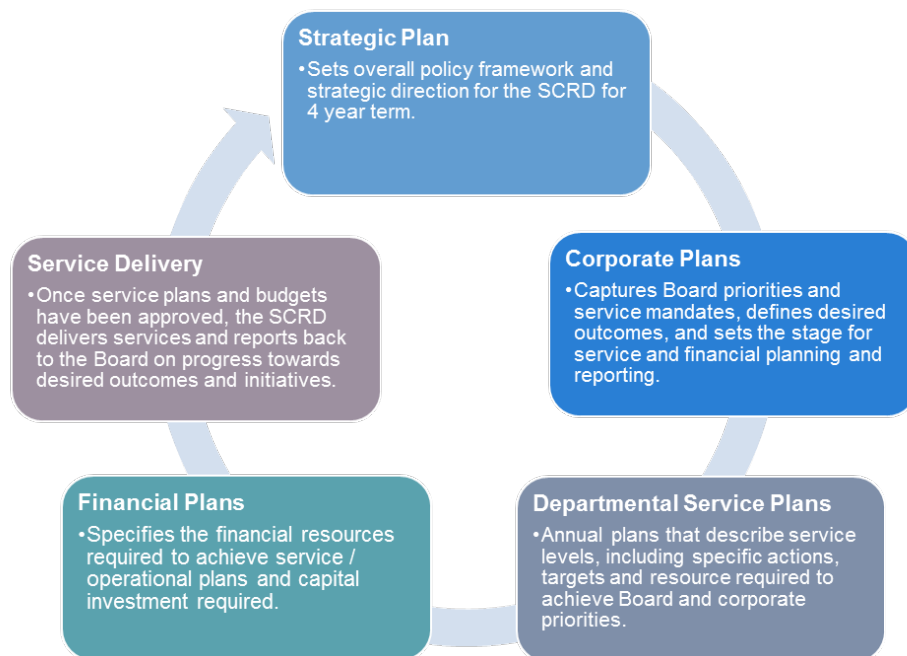 Strategic Plan
•Sets overall policy framework and
strategic direction for the SCRD for
4 year term.
Corporate Plans
•Captures Board priorities and
service mandates, defines desired
outcomes, and sets the stage for
service and financial planning and
reporting.
Departmental Service Plans
•Annual plans that describe service
levels, including specific actions,
targets and resource required to
achieve Board and corporate
priorities.
Financial Plans
•Specifies the financial resources
required to achieve service /
operational plans and capital
investment required.
Service Delivery
•Once service plans and budgets
have been approved, the SCRD
delivers services and reports back
to the Board on progress towards
desired outcomes and initiatives.